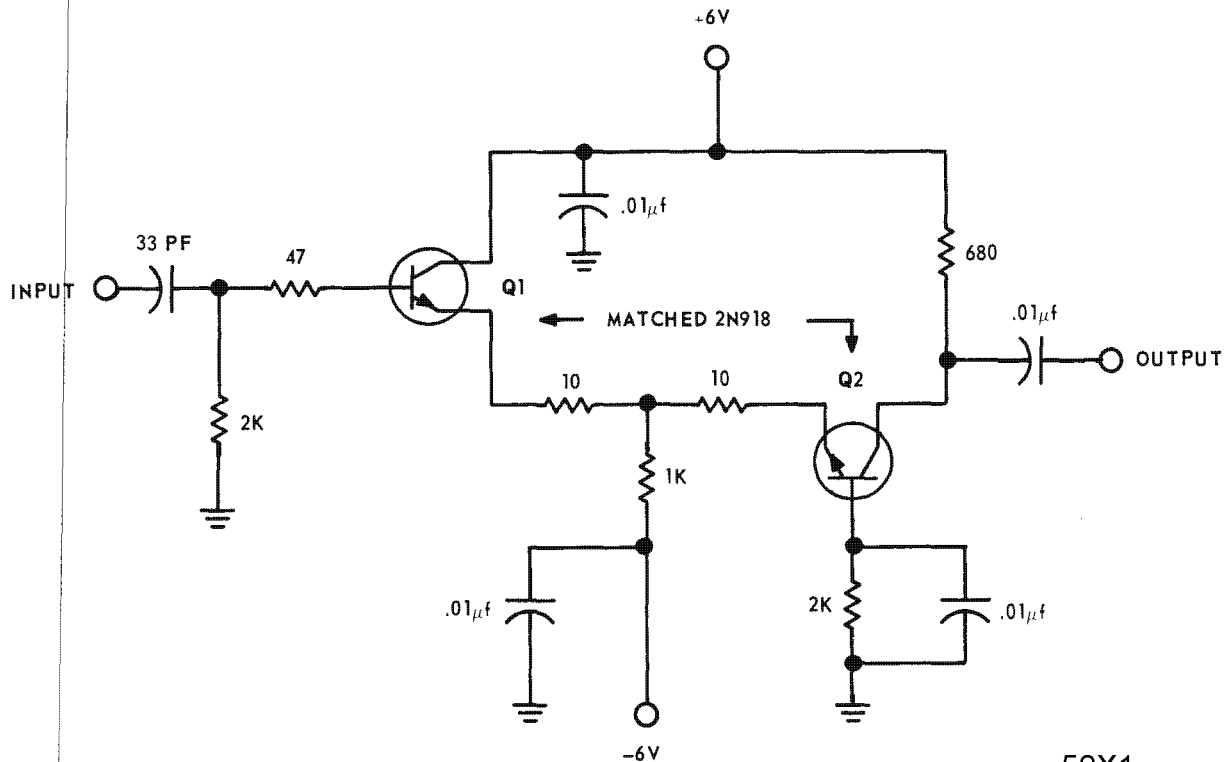 +6V
.01μf
680
33 PF
47
INPUT
Q1
MATCHED 2N918
.01μf
OUTPUT
10
10
Q2
2K
1K
.01μf
2K
.01μf
-6V